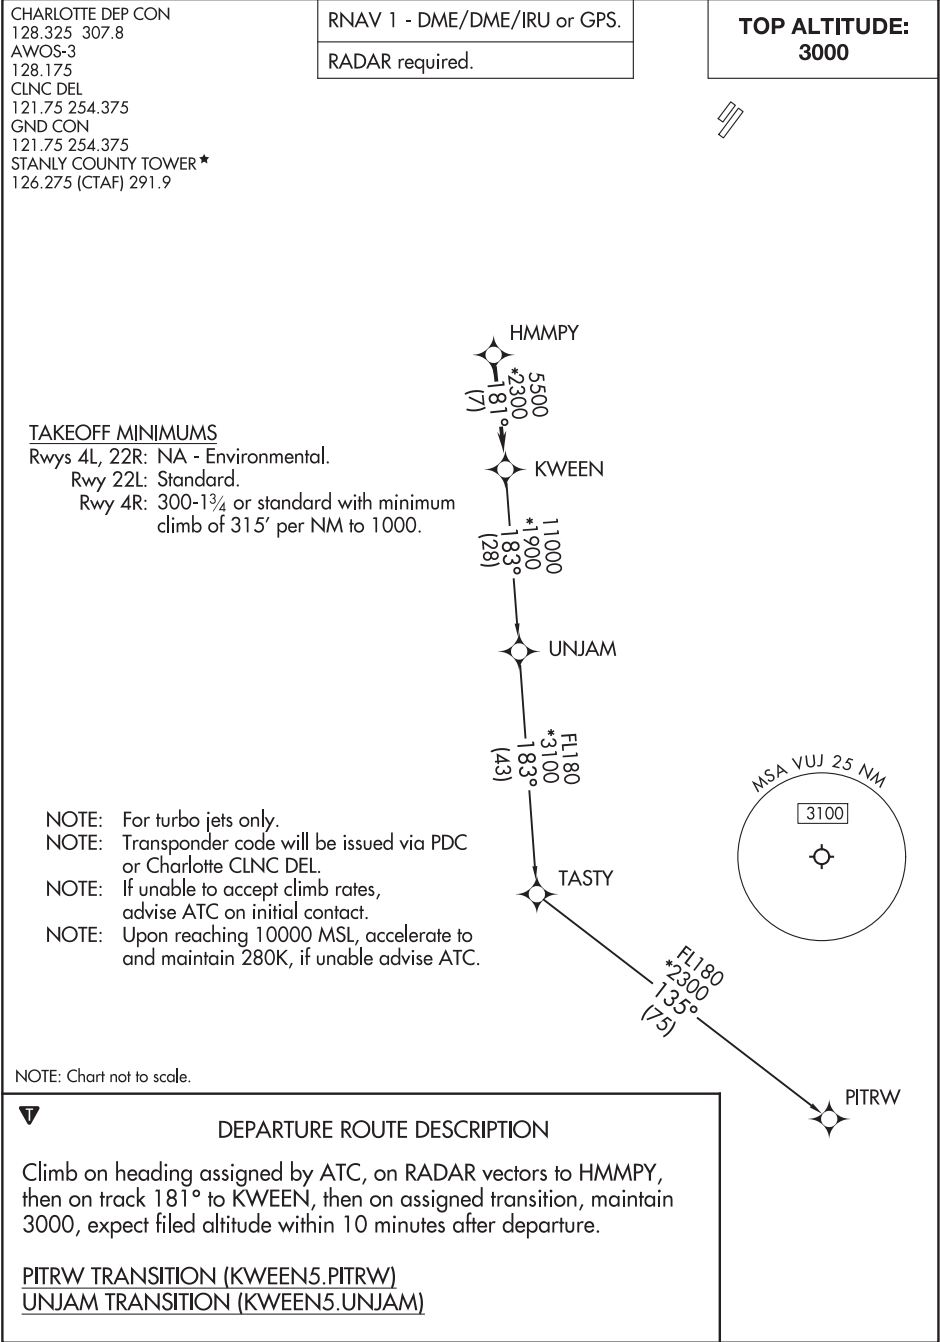 CHARLOTTE DEP CON
128.325 307.8
AWOS-3
128.175
CLNC DEL
121.75 254.375
GND CON
121.75 254.375
STANLY COUNTY TOWER★
126.275 (CTAF) 291.9
RNAV 1 - DME/DME/IRU or GPS.
RADAR required.
TOP ALTITUDE:
3000
HMMPY
5500
*2300
181°
(7)
KWEEN
TAKEOFF MINIMUMS
Rwys 4L, 22R: NA - Environmental.
Rwy 22L: Standard.
Rwy 4R: 300-1¾ or standard with minimum
climb of 315' per NM to 1000.
11000
*1900
183°
(28)
UNJAM
FL180
*3100
183°
(43)
MSA VUJ 25 NM
3100
NOTE: For turbo jets only.
NOTE: Transponder code will be issued via PDC
or Charlotte CLNC DEL.
NOTE: If unable to accept climb rates,
advise ATC on initial contact.
NOTE: Upon reaching 10000 MSL, accelerate to
and maintain 280K, if unable advise ATC.
TASTY
FL180
*2300
135°
(75)
PITRW
NOTE: Chart not to scale.
T
DEPARTURE ROUTE DESCRIPTION
Climb on heading assigned by ATC, on RADAR vectors to HMMPY,
then on track 181° to KWEEN, then on assigned transition, maintain
3000, expect filed altitude within 10 minutes after departure.
PITRW TRANSITION (KWEEN5.PITRW)
UNJAM TRANSITION (KWEEN5.UNJAM)